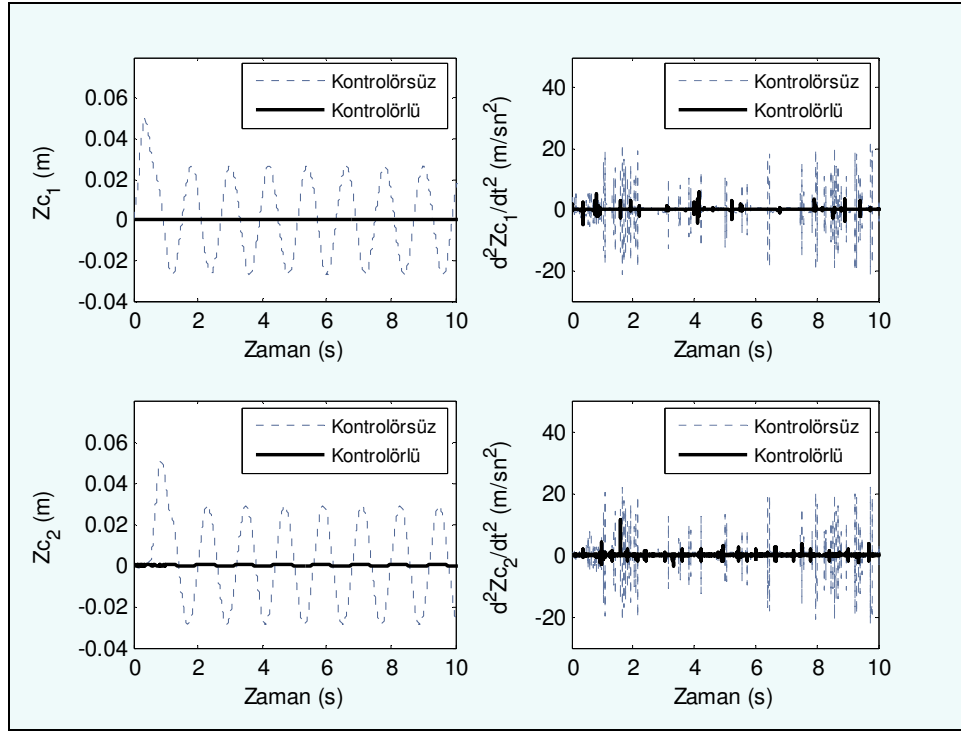 Kontrolörsüz
Kontrolörlü
0.06
0.04
0.02
0
-0.02
-0.04
Zc1 (m)
0 2 4 6 8 10
Zaman (s)
Kontrolörsüz
Kontrolörlü
40
20
0
-20
d²Zc1/dt² (m/sn²)
0 2 4 6 8 10
Zaman (s)
Kontrolörsüz
Kontrolörlü
0.06
0.04
0.02
0
-0.02
-0.04
Zc2 (m)
0 2 4 6 8 10
Zaman (s)
Kontrolörsüz
Kontrolörlü
40
20
0
-20
d²Zc2/dt² (m/sn²)
0 2 4 6 8 10
Zaman (s)